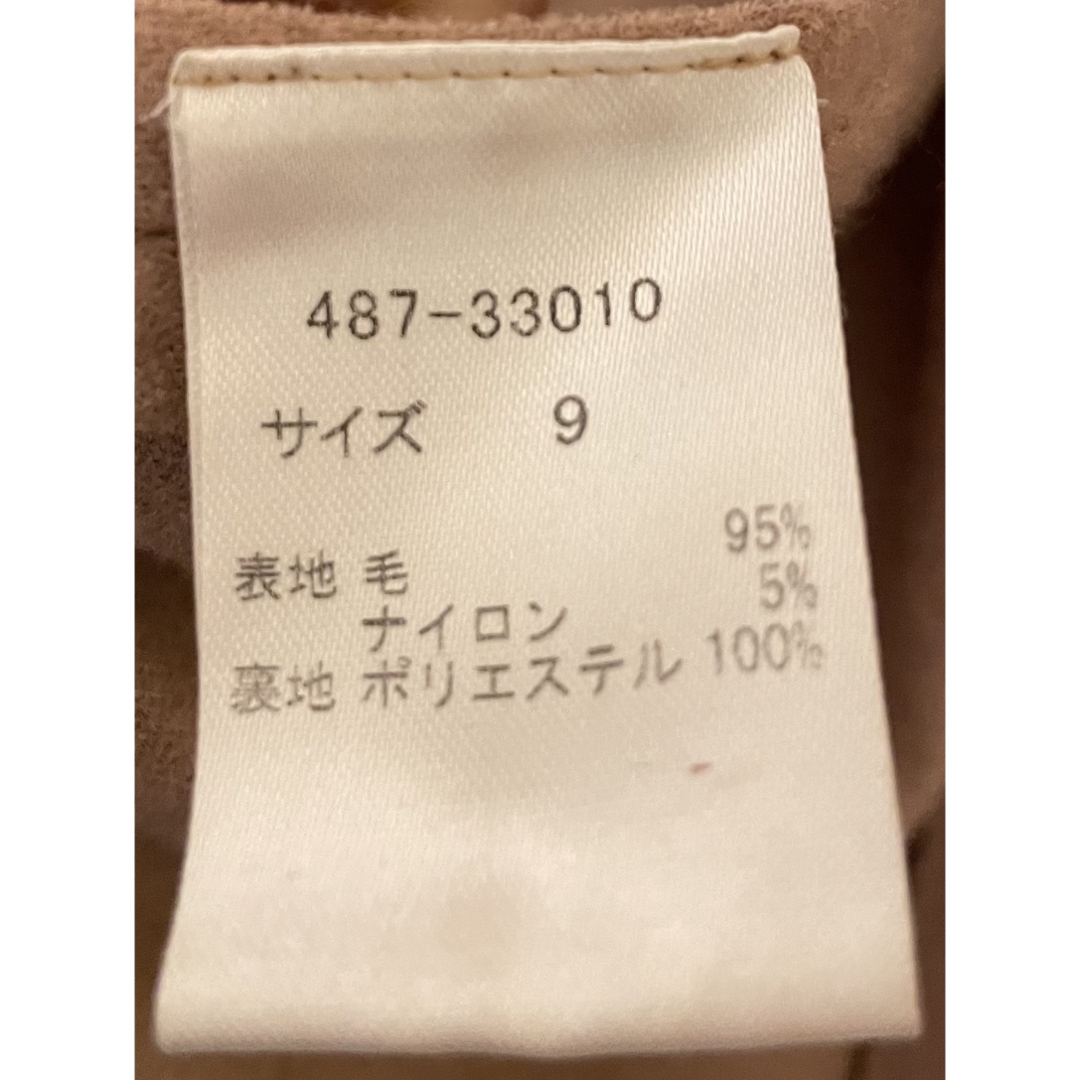 487-33010
サイズ 9
表地 毛 95%
ナイロン 5%
裏地 ポリエステル 100%